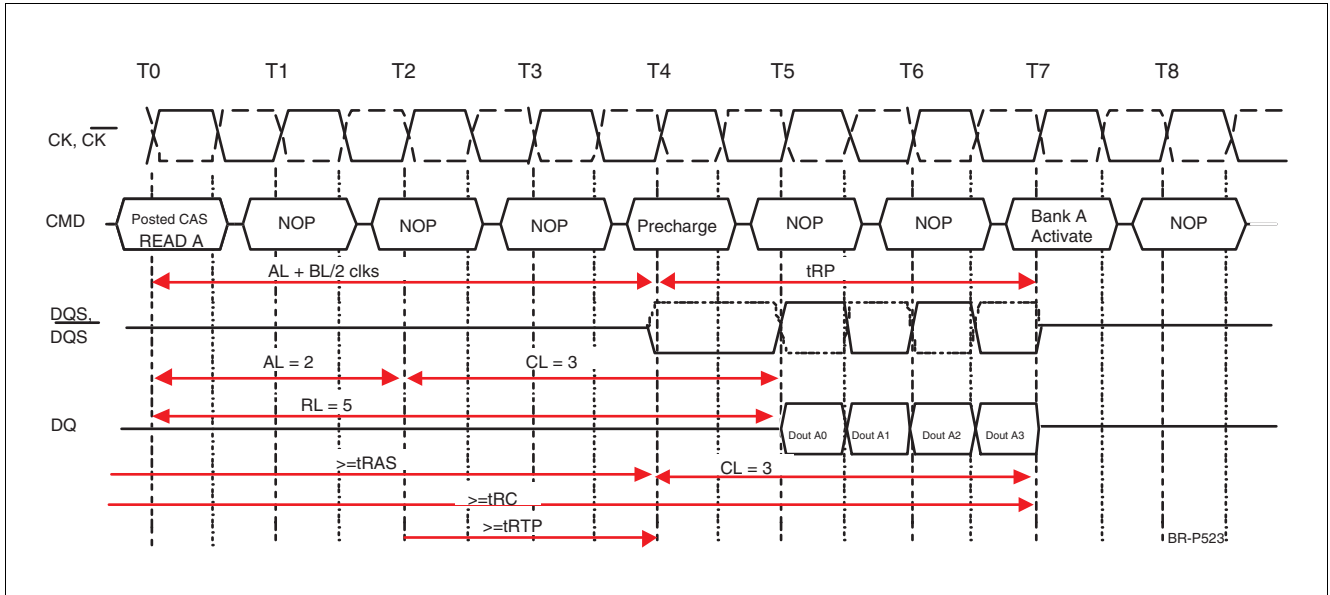 T0 T1 T2 T3 T4 T5 T6 T7 T8
CK, CK
CMD
Posted CAS
READ A
NOP NOP NOP Precharge NOP NOP
Bank A
Activate
NOP
AL + BL/2 clks tRP
DQS,
DQS
AL = 2 CL = 3
RL = 5
DQ
Dout A0 Dout A1 Dout A2 Dout A3
>=tRAS CL = 3
>=tRC
>=tRTP
BR-P523